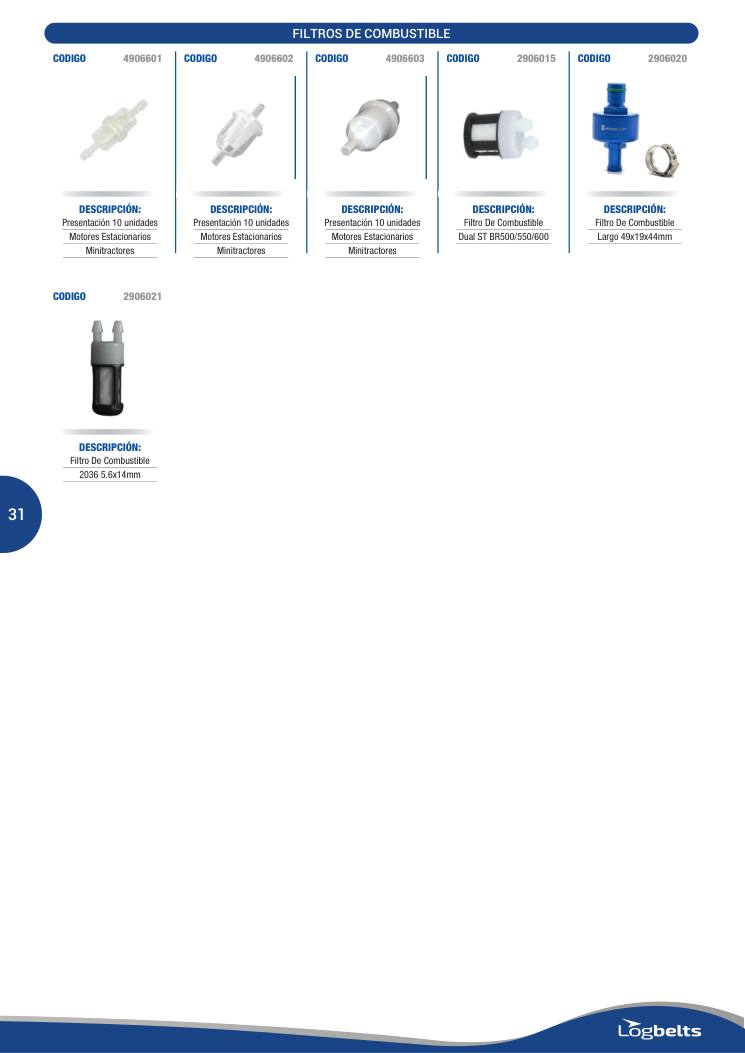 FILTROS DE COMBUSTIBLE
CODIGO 4906601
DESCRIPCIÓN:
Presentación 10 unidades
Motores Estacionarios
Minitractores
CODIGO 4906602
DESCRIPCIÓN:
Presentación 10 unidades
Motores Estacionarios
Minitractores
CODIGO 4906603
DESCRIPCIÓN:
Presentación 10 unidades
Motores Estacionarios
Minitractores
CODIGO 2906015
DESCRIPCIÓN:
Filtro De Combustible
Dual ST BR500/550/600
CODIGO 2906020
DESCRIPCIÓN:
Filtro De Combustible
Largo 49x19x44mm
CODIGO 2906021
DESCRIPCIÓN:
Filtro De Combustible
2036 5.6x14mm
31
Logbelts